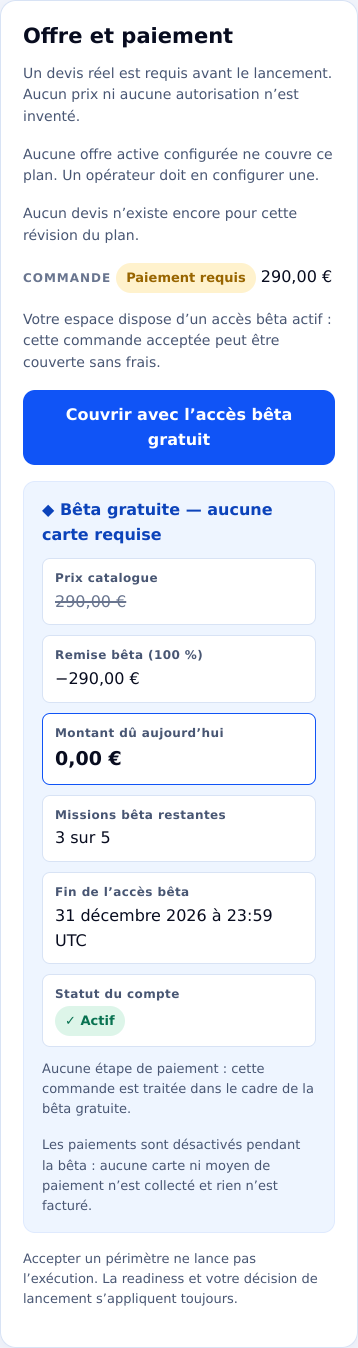 Offre et paiement
Un devis réel est requis avant le lancement.
Aucun prix ni aucune autorisation n’est
inventé.
Aucune offre active configurée ne couvre ce
plan. Un opérateur doit en configurer une.
Aucun devis n’existe encore pour cette
révision du plan.
COMMANDE Paiement requis 290,00 €
Votre espace dispose d’un accès bêta actif :
cette commande acceptée peut être
couverte sans frais.
Couvrir avec l’accès bêta
gratuit
◆ Bêta gratuite — aucune
carte requise
Prix catalogue
290,00 €
Remise bêta (100 %)
−290,00 €
Montant dû aujourd’hui
0,00 €
Missions bêta restantes
3 sur 5
Fin de l’accès bêta
31 décembre 2026 à 23:59
UTC
Statut du compte
✓ Actif
Aucune étape de paiement : cette
commande est traitée dans le cadre de la
bêta gratuite.
Les paiements sont désactivés pendant
la bêta : aucune carte ni moyen de
paiement n’est collecté et rien n’est
facturé.
Accepter un périmètre ne lance pas
l’exécution. La readiness et votre décision de
lancement s’appliquent toujours.